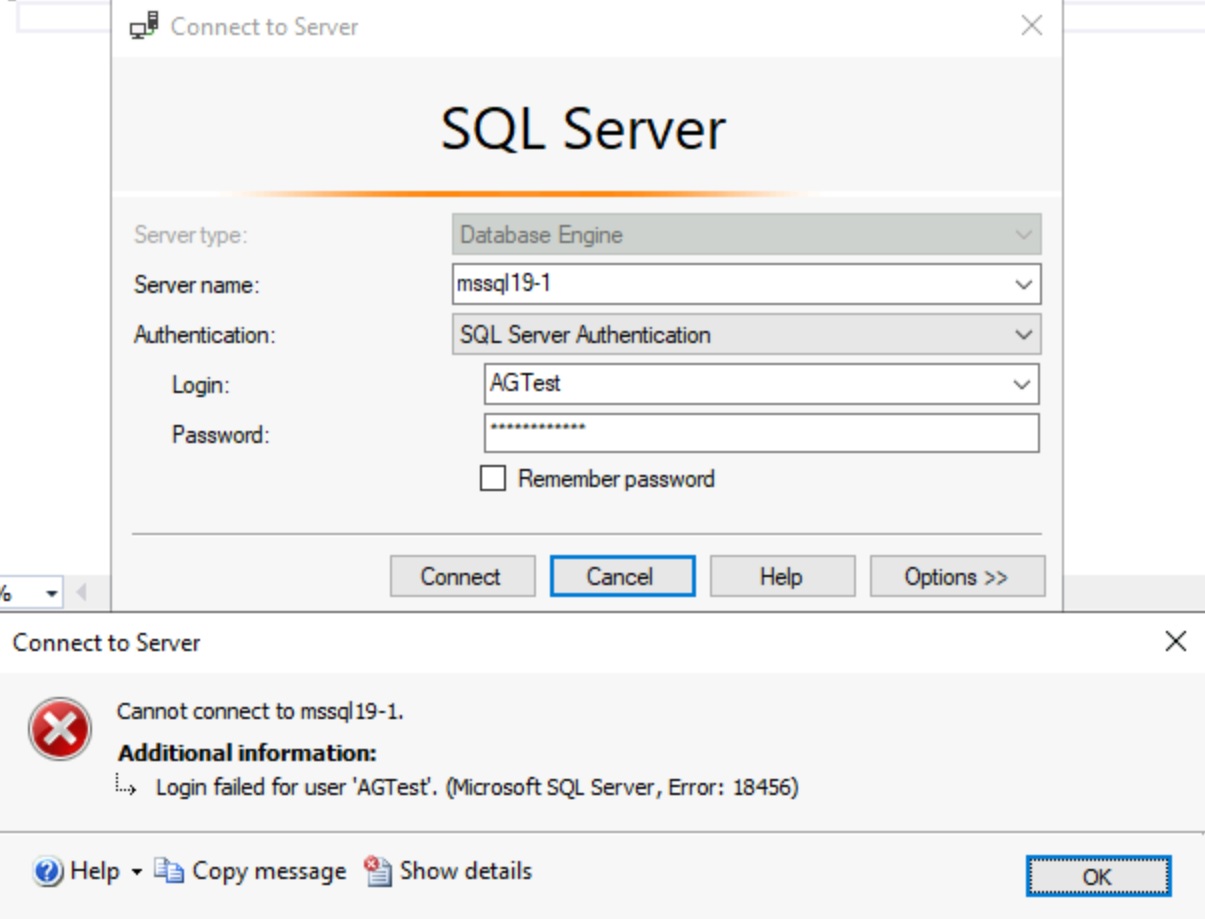 Connect to Server
SQL Server
Server type:
Database Engine
Server name:
mssql19-1
Authentication:
SQL Server Authentication
Login:
AGTest
Password:
************
Remember password
Connect
Cancel
Help
Options >>
%
Connect to Server
Cannot connect to mssql19-1.
Additional information:
Login failed for user 'AGTest'. (Microsoft SQL Server, Error: 18456)
Help
Copy message
Show details
OK